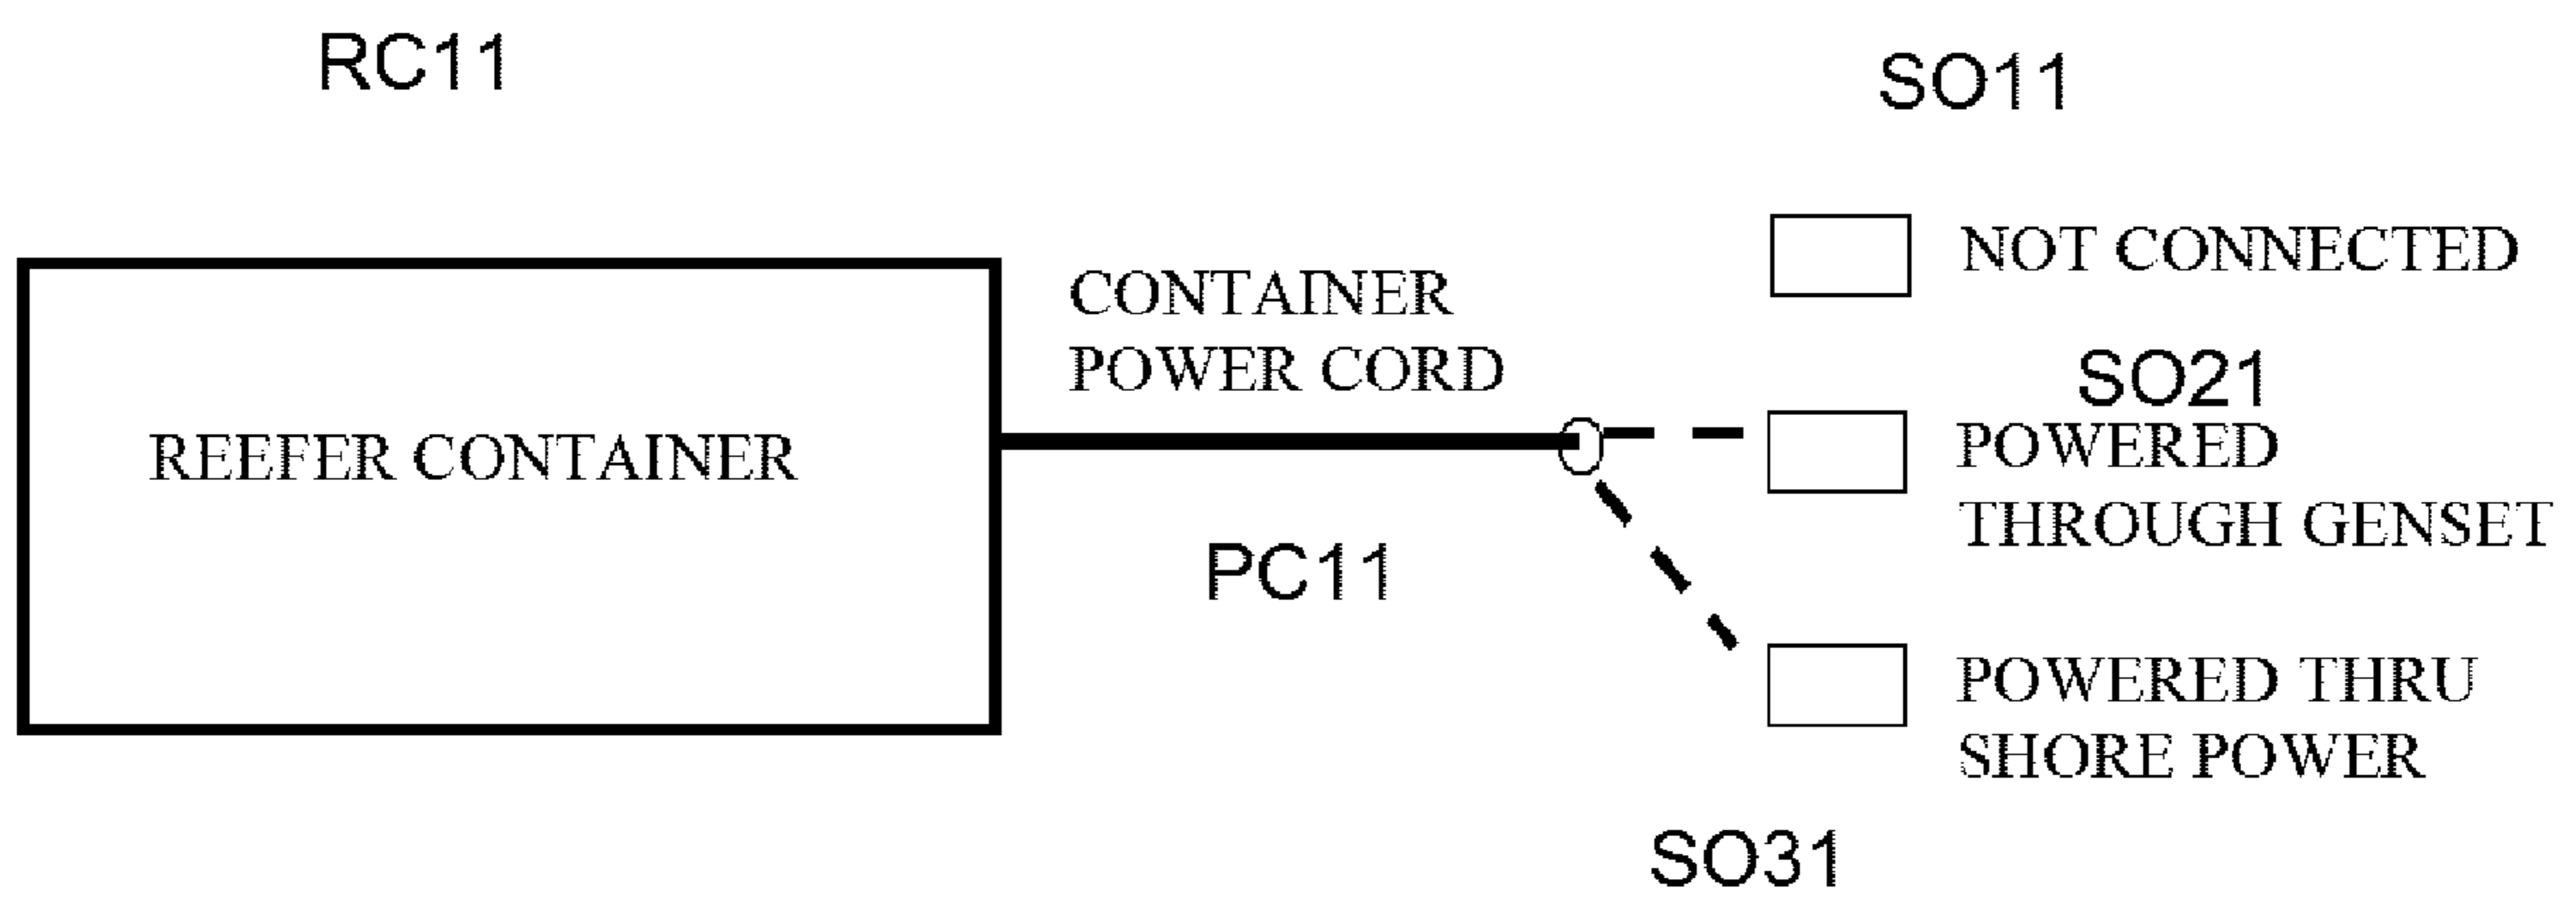 RC11
SO11
NOT CONNECTED
CONTAINER
POWER CORD
SO21
REEFER CONTAINER
POWERED
THROUGH GENSET
PC11
POWERED THRU
SHORE POWER
SO31